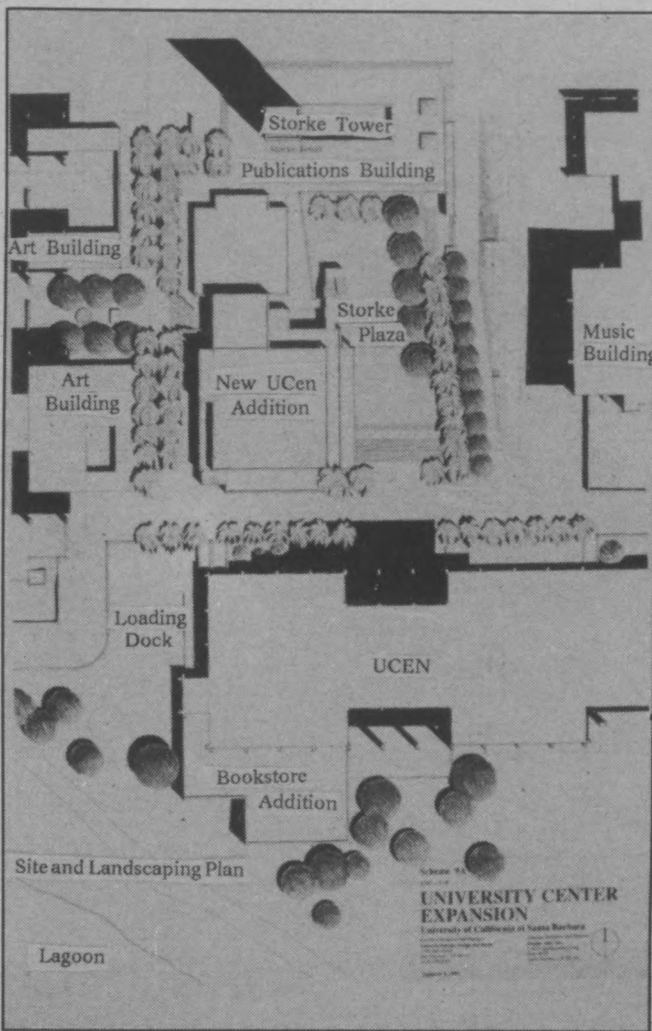 Storke Tower
Publications Building
Art Building
Storke
Plaza
Music
Building
Art
Building
New UCen
Addition
Loading
Dock
UCEN
Bookstore
Addition
Site and Landscaping Plan
Scheme
UNIVERSITY CENTER
EXPANSION
University of California at Santa Barbara
Lagoon